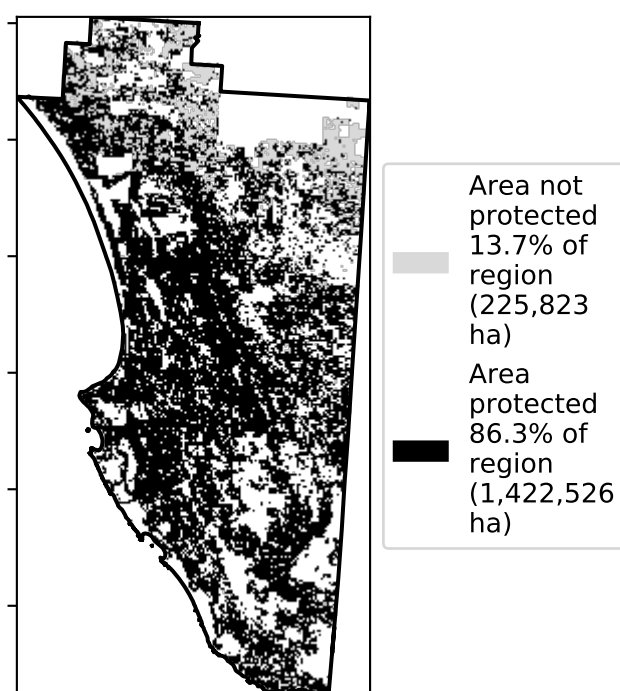 Area not
protected
13.7% of
region
(225,823
ha)
Area
protected
86.3% of
region
(1,422,526
ha)